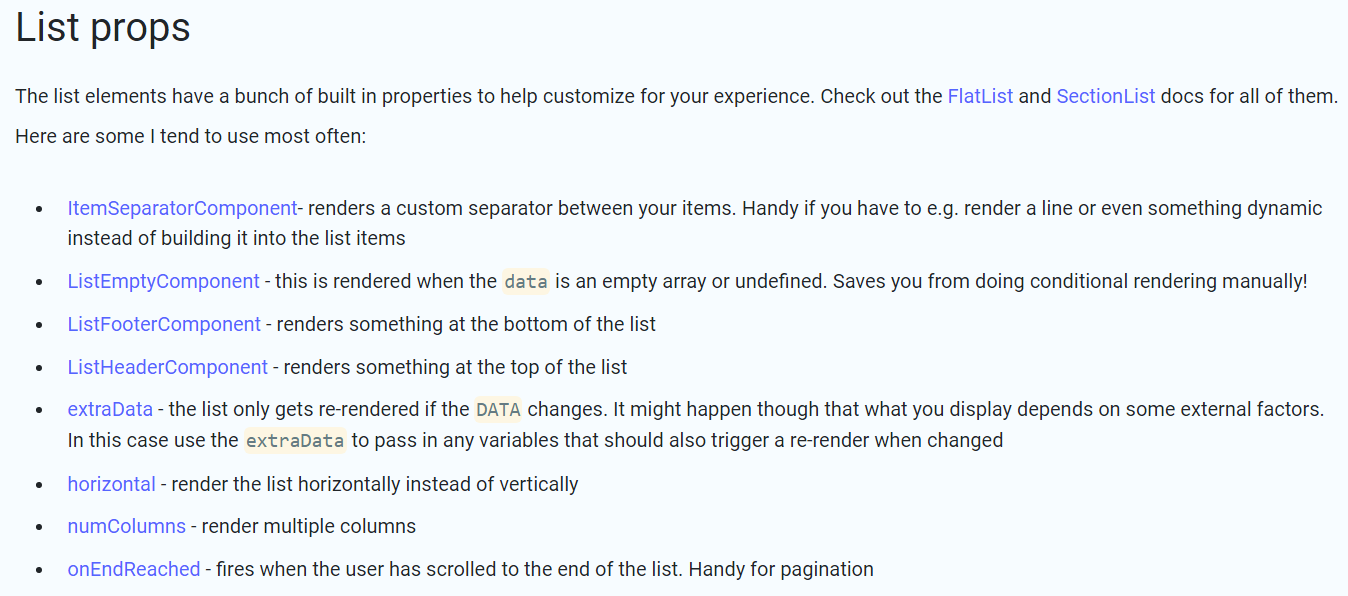 List props
The list elements have a bunch of built in properties to help customize for your experience. Check out the FlatList and SectionList docs for all of them.
Here are some I tend to use most often:
• ItemSeparatorComponent- renders a custom separator between your items. Handy if you have to e.g. render a line or even something dynamic
instead of building it into the list items
• ListEmptyComponent - this is rendered when the data is an empty array or undefined. Saves you from doing conditional rendering manually!
• ListFooterComponent - renders something at the bottom of the list
• ListHeaderComponent - renders something at the top of the list
• extraData - the list only gets re-rendered if the DATA changes. It might happen though that what you display depends on some external factors.
In this case use the extraData to pass in any variables that should also trigger a re-render when changed
• horizontal - render the list horizontally instead of vertically
• numColumns - render multiple columns
• onEndReached - fires when the user has scrolled to the end of the list. Handy for pagination